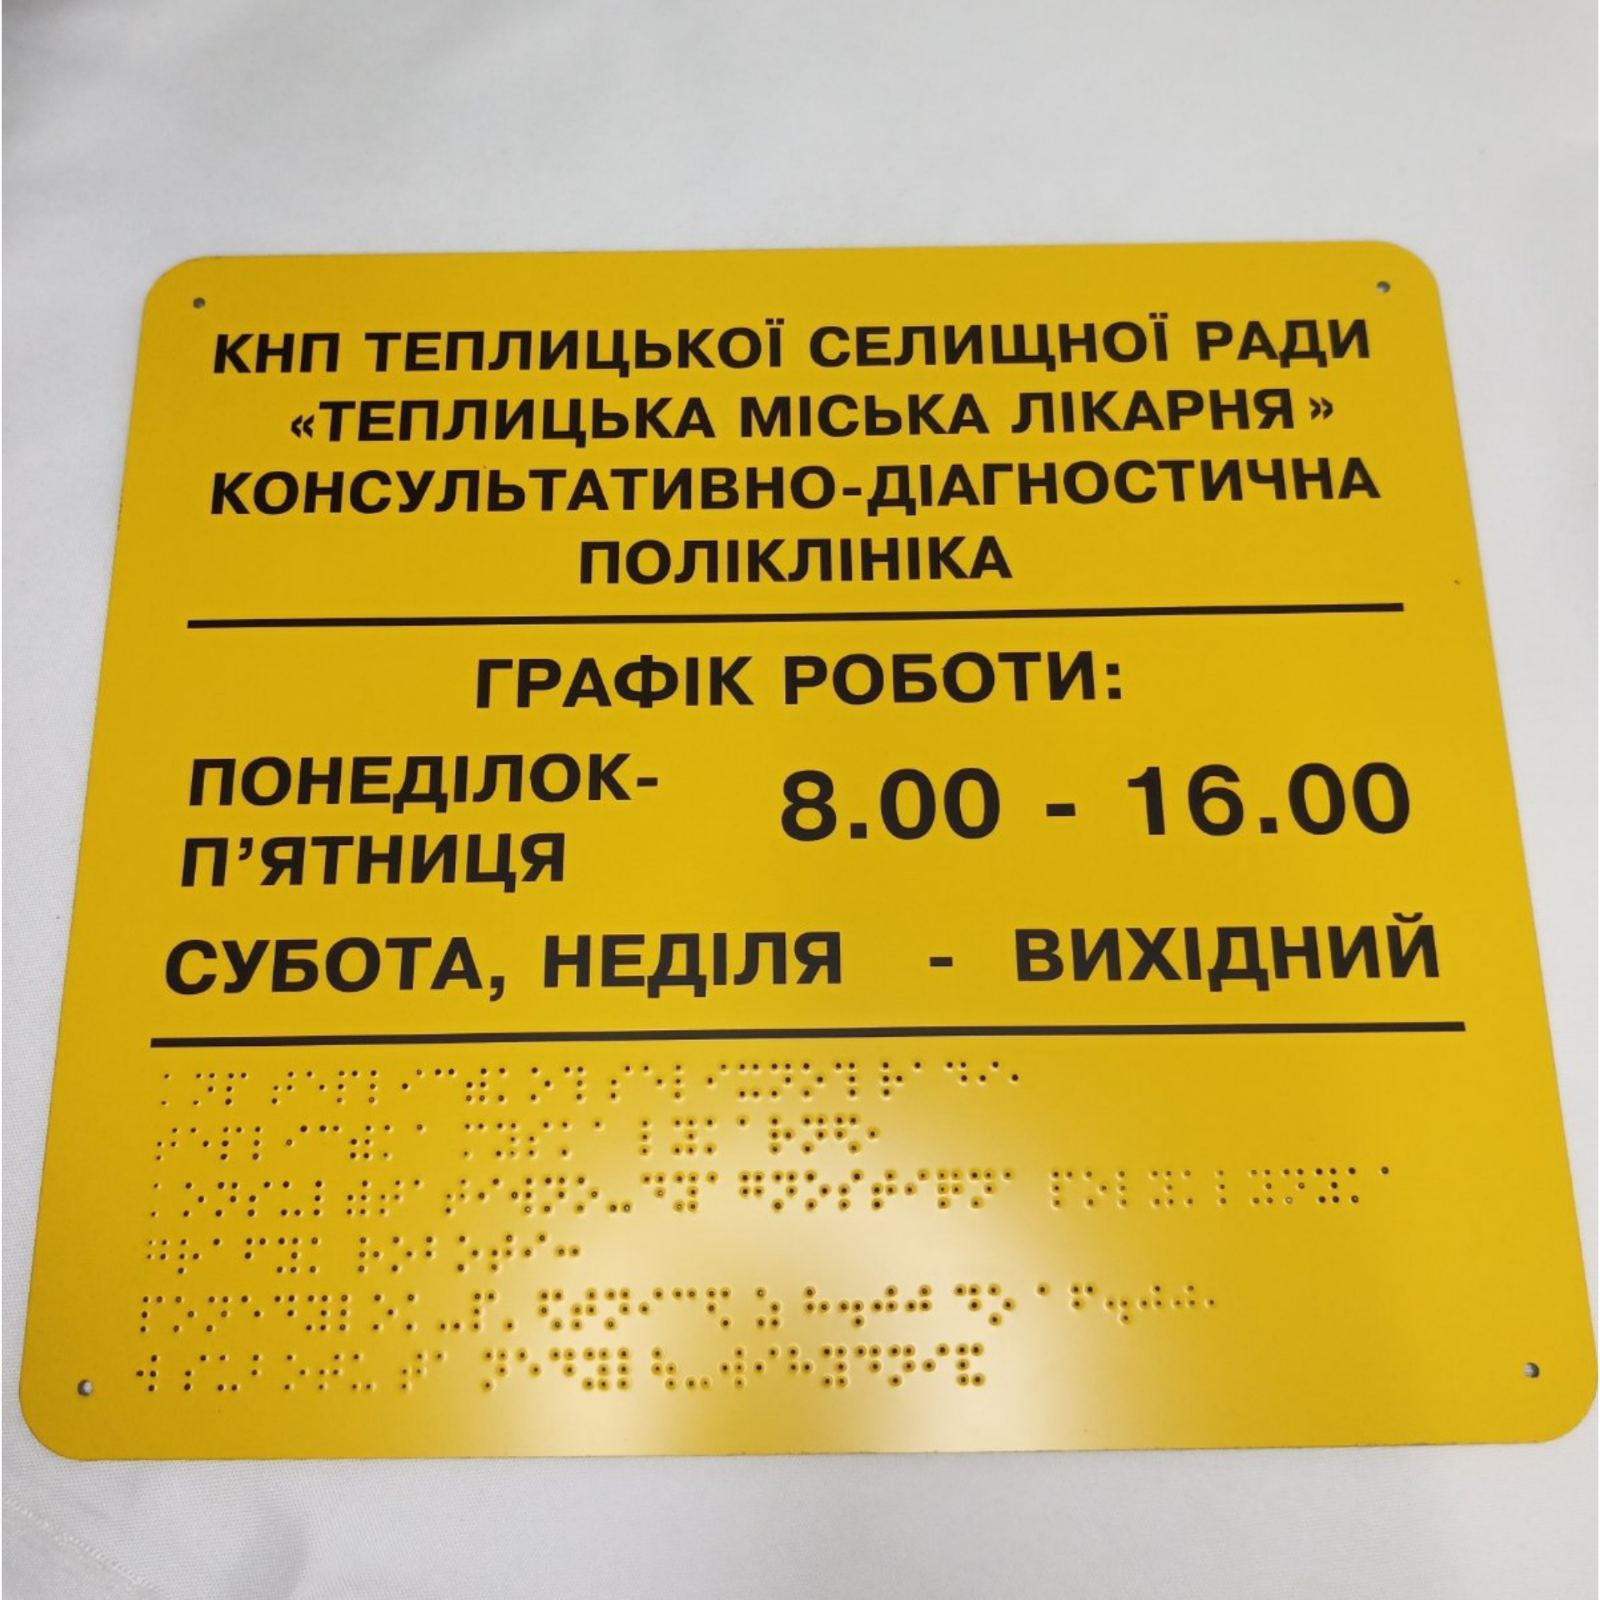 КНП ТЕПЛИЦЬКОЇ СЕЛИЩНОЇ РАДИ
«ТЕПЛИЦЬКА МІСЬКА ЛІКАРНЯ»
КОНСУЛЬТАТИВНО-ДІАГНОСТИЧНА
ПОЛІКЛІНІКА
ГРАФІК РОБОТИ:
ПОНЕДІЛОК-
П’ЯТНИЦЯ 8.00 - 16.00
СУБОТА, НЕДІЛЯ - ВИХІДНИЙ